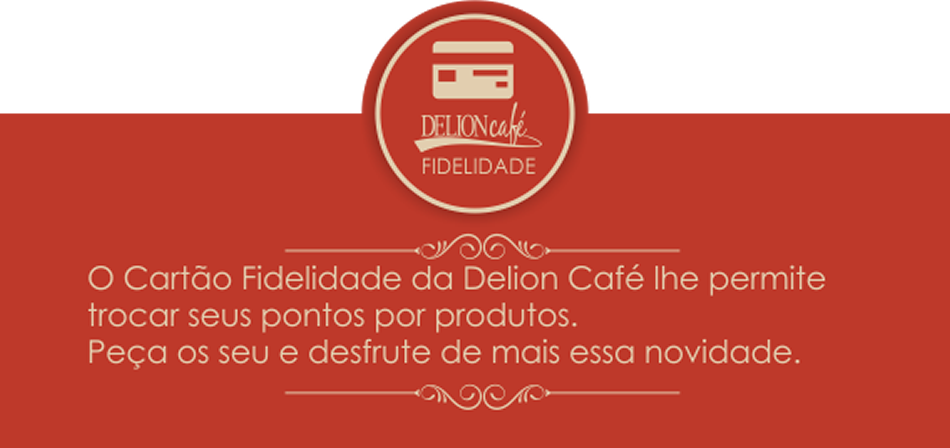 DELION café
FIDELIDADE
O Cartão Fidelidade da Delion Café lhe permite
trocar seus pontos por produtos.
Peça os seu e desfrute de mais essa novidade.